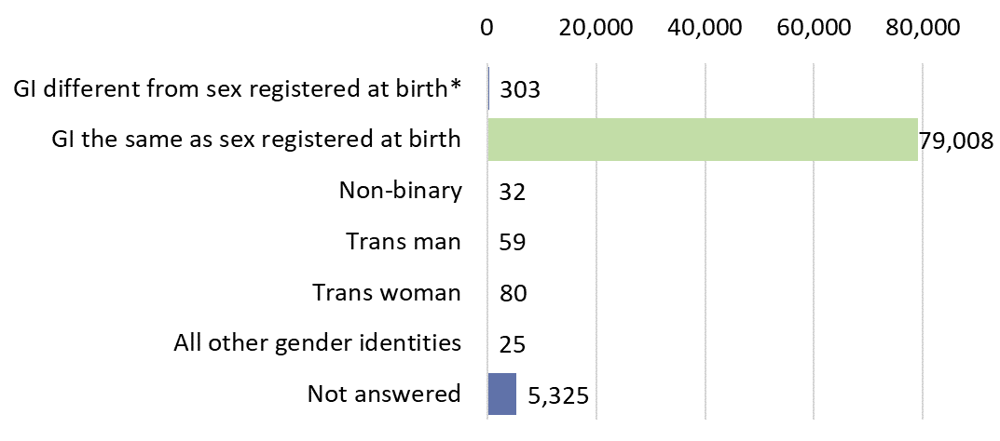 0 20,000 40,000 60,000 80,000
GI different from sex registered at birth* 303
GI the same as sex registered at birth 79,008
Non-binary 32
Trans man 59
Trans woman 80
All other gender identities 25
Not answered 5,325